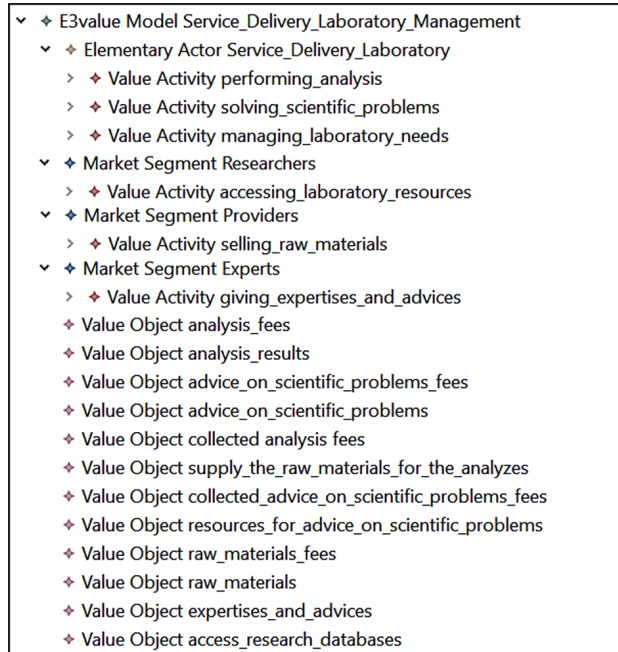 E3value Model Service_Delivery_Laboratory_Management
Elementary Actor Service_Delivery_Laboratory
Value Activity performing_analysis
Value Activity solving_scientific_problems
Value Activity managing_laboratory_needs
Market Segment Researchers
Value Activity accessing_laboratory_resources
Market Segment Providers
Value Activity selling_raw_materials
Market Segment Experts
Value Activity giving_expertises_and_advices
Value Object analysis_fees
Value Object analysis_results
Value Object advice_on_scientific_problems_fees
Value Object advice_on_scientific_problems
Value Object collected analysis fees
Value Object supply_the_raw_materials_for_the_analyzes
Value Object collected_advice_on_scientific_problems_fees
Value Object resources_for_advice_on_scientific_problems
Value Object raw_materials_fees
Value Object raw_materials
Value Object expertises_and_advices
Value Object access_research_databases